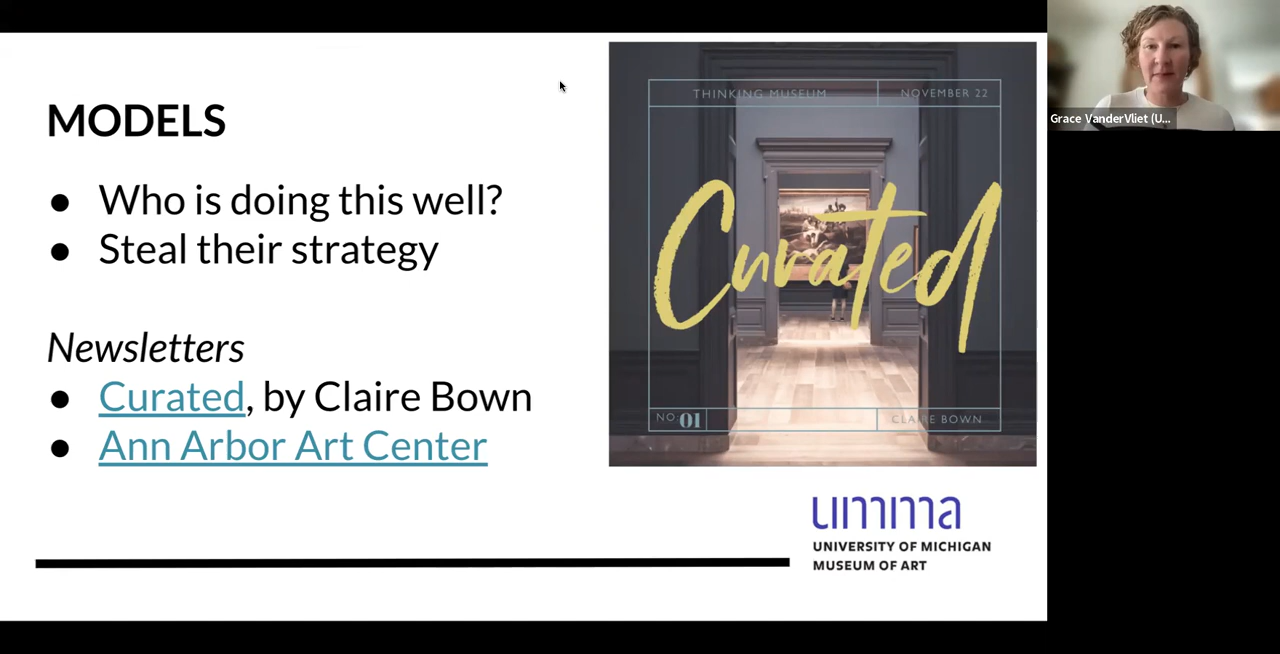 MODELS
● Who is doing this well?
● Steal their strategy
Newsletters
● Curated, by Claire Bown
● Ann Arbor Art Center
THINKING MUSEUM NOVEMBER 22
Curated
NO: 01 CLAIRE BOWN
umma
UNIVERSITY OF MICHIGAN
MUSEUM OF ART
Grace VanderVliet (U...